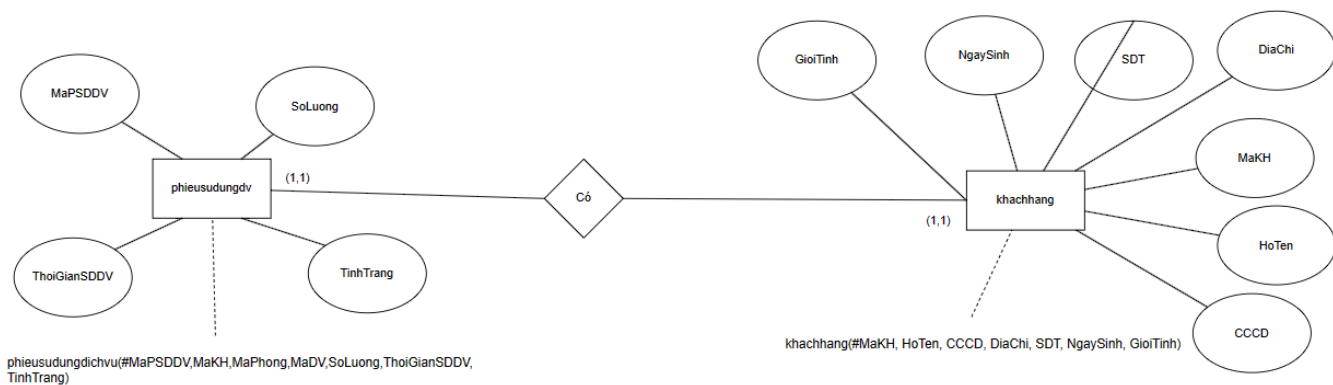 GioiTinh
NgaySinh
SDT
DiaChi
MaPSDDV
SoLuong
MaKH
phieusudungdv
(1,1)
Có
khachhang
(1,1)
HoTen
ThoiGianSDDV
TinhTrang
CCCD
phieusudungdichvu(#MaPSDDV,MaKH,MaPhong,MaDV,SoLuong,ThoiGianSDDV,
TinhTrang)
khachhang(#MaKH, HoTen, CCCD, DiaChi, SDT, NgaySinh, GioiTinh)